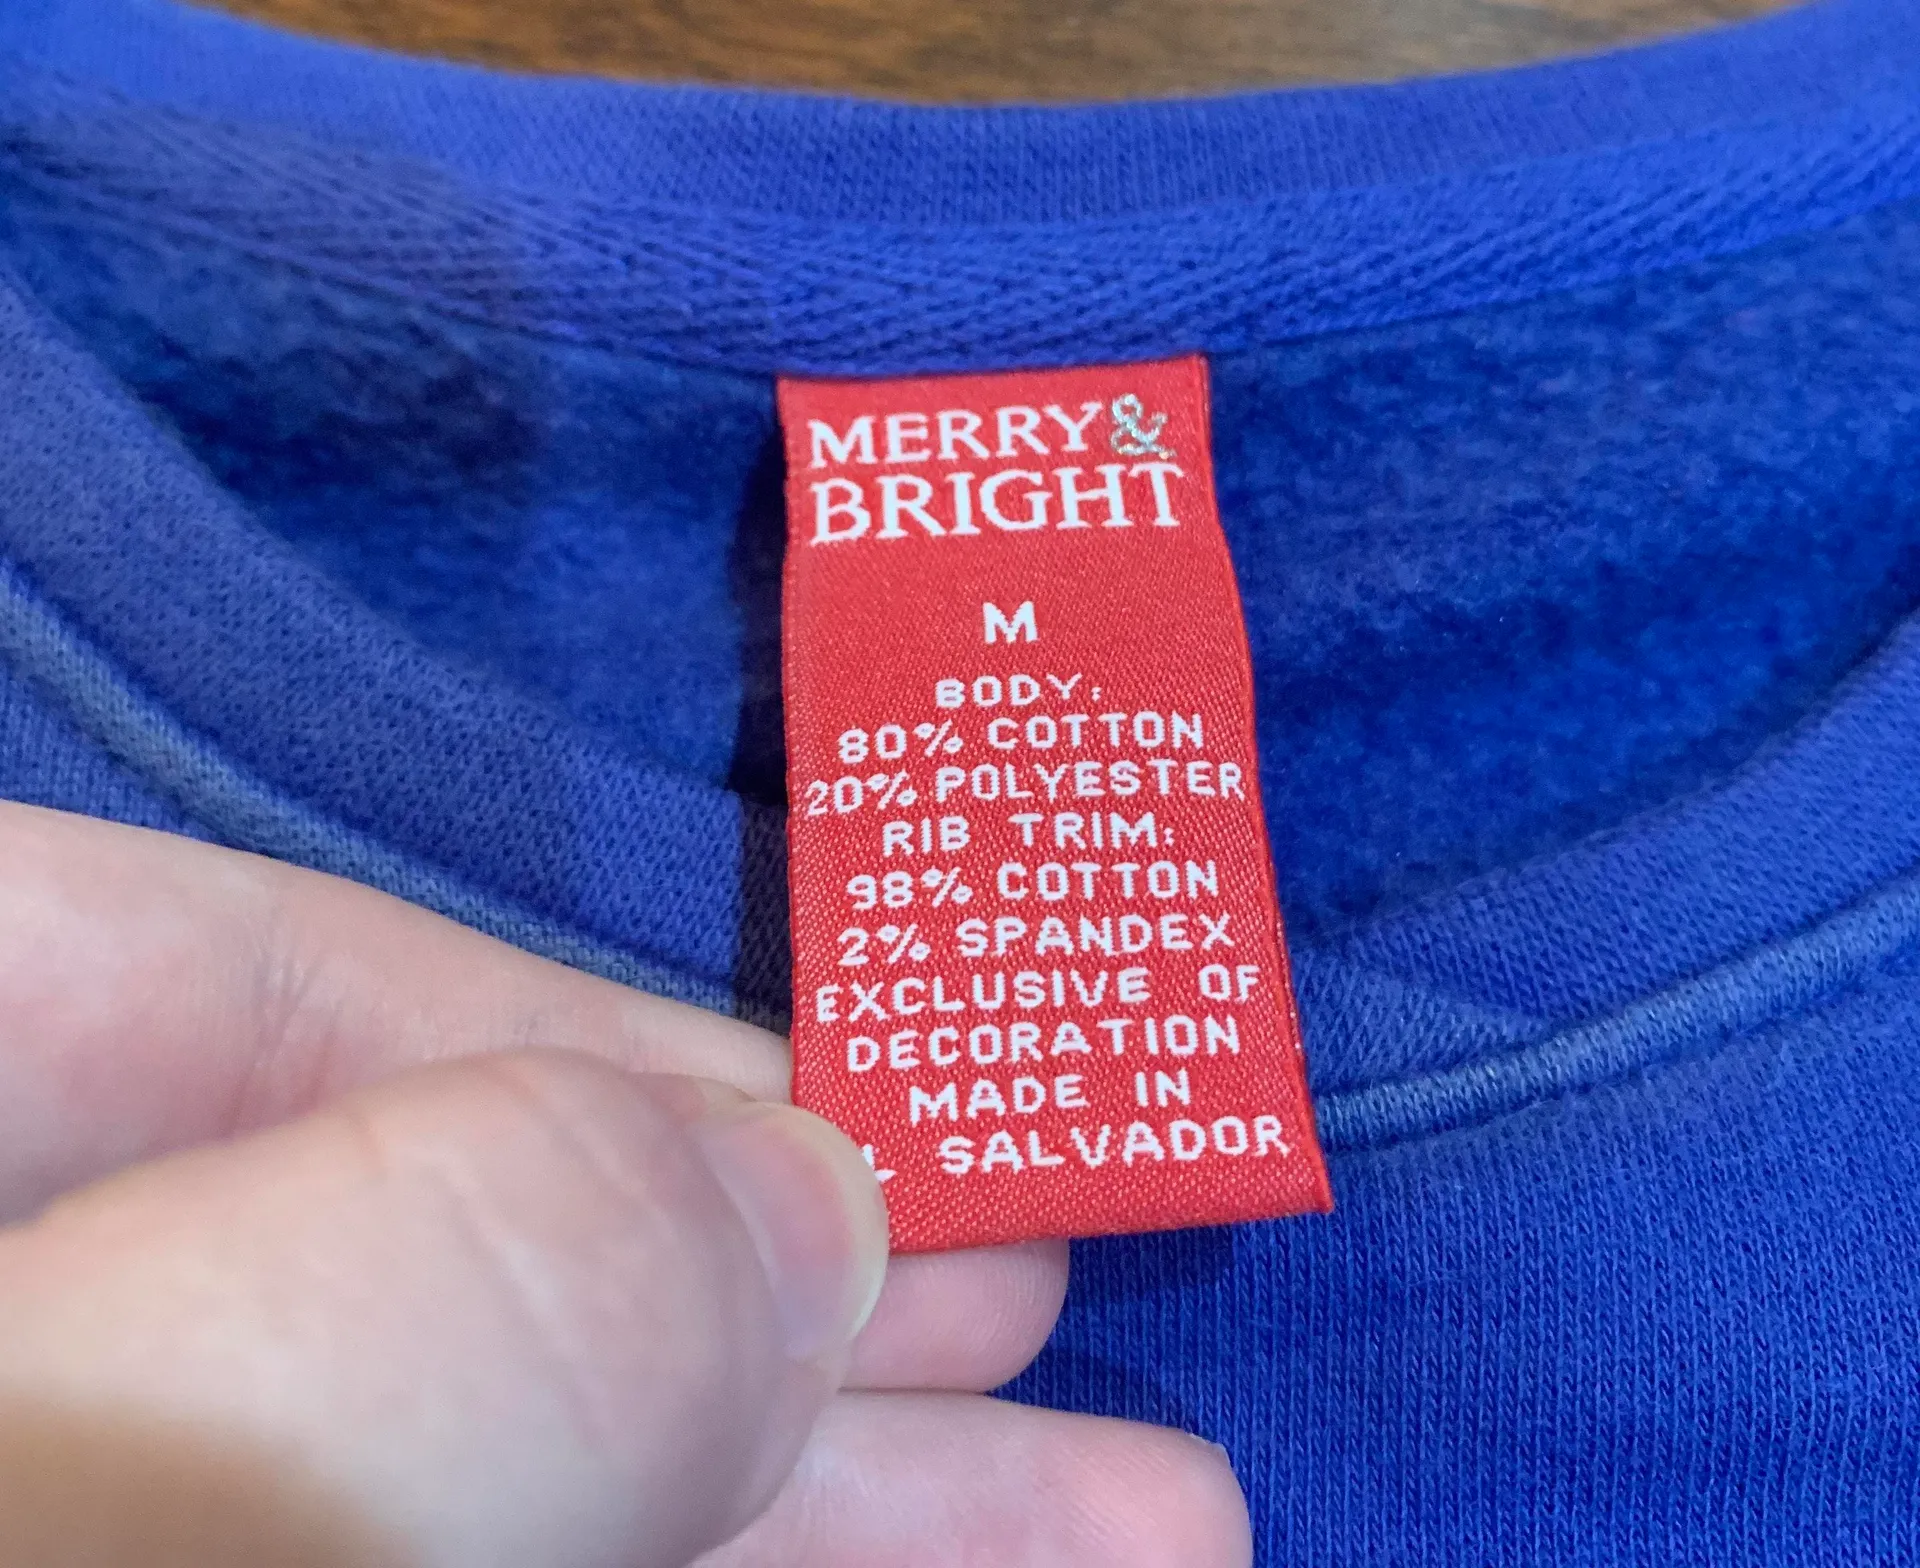 MERRY &
BRIGHT
M
BODY:
80% COTTON
20% POLYESTER
RIB TRIM:
98% COTTON
2% SPANDEX
EXCLUSIVE OF
DECORATION
MADE IN
L SALVADOR